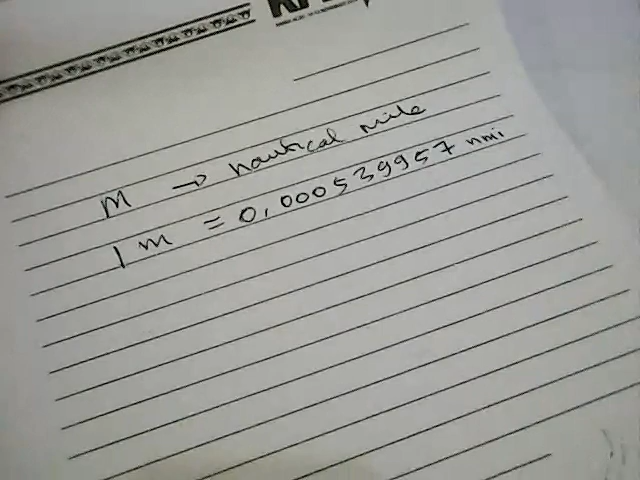 m → nautical mile
1 m = 0,000539957 nmi